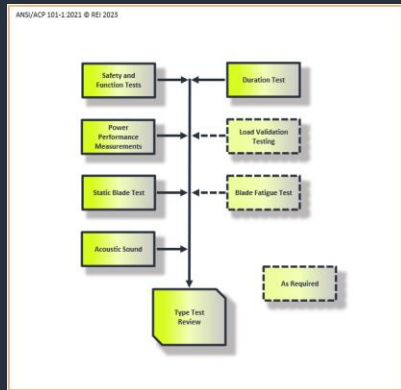 ANSI/ACP 101-1:2021 © REI 2023
Safety and
Function Tests
Duration Test
Power
Performance
Measurements
Load Validation
Testing
Static Blade Test
Blade Fatigue Test
Acoustic Sound
As Required
Type Test
Review